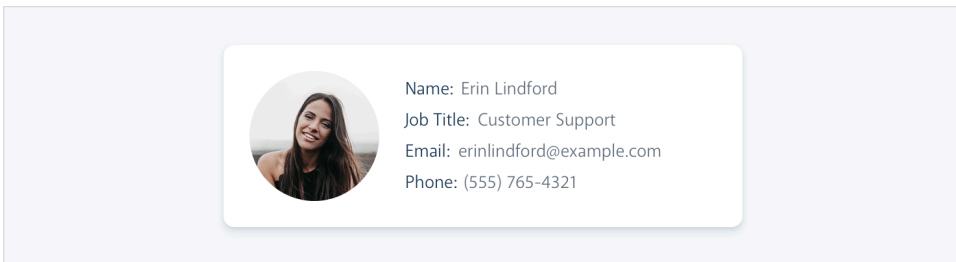 Name: Erin Lindford
Job Title: Customer Support
Email: erinlindford@example.com
Phone: (555) 765-4321